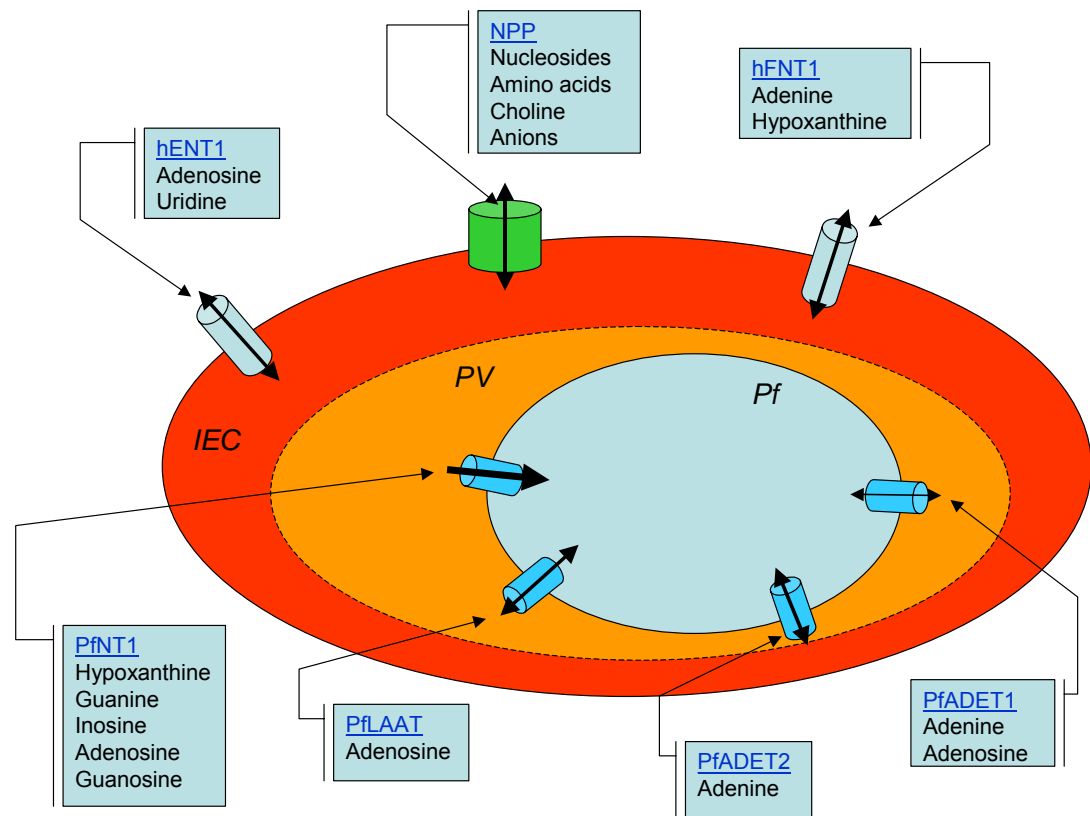 NPP
Nucleosides
Amino acids
Choline
Anions
hFNT1
Adenine
Hypoxanthine
hENT1
Adenosine
Uridine
PV
Pf
IEC
PfNT1
Hypoxanthine
Guanine
Inosine
Adenosine
Guanosine
PfLAAT
Adenosine
PfADET2
Adenine
PfADET1
Adenine
Adenosine